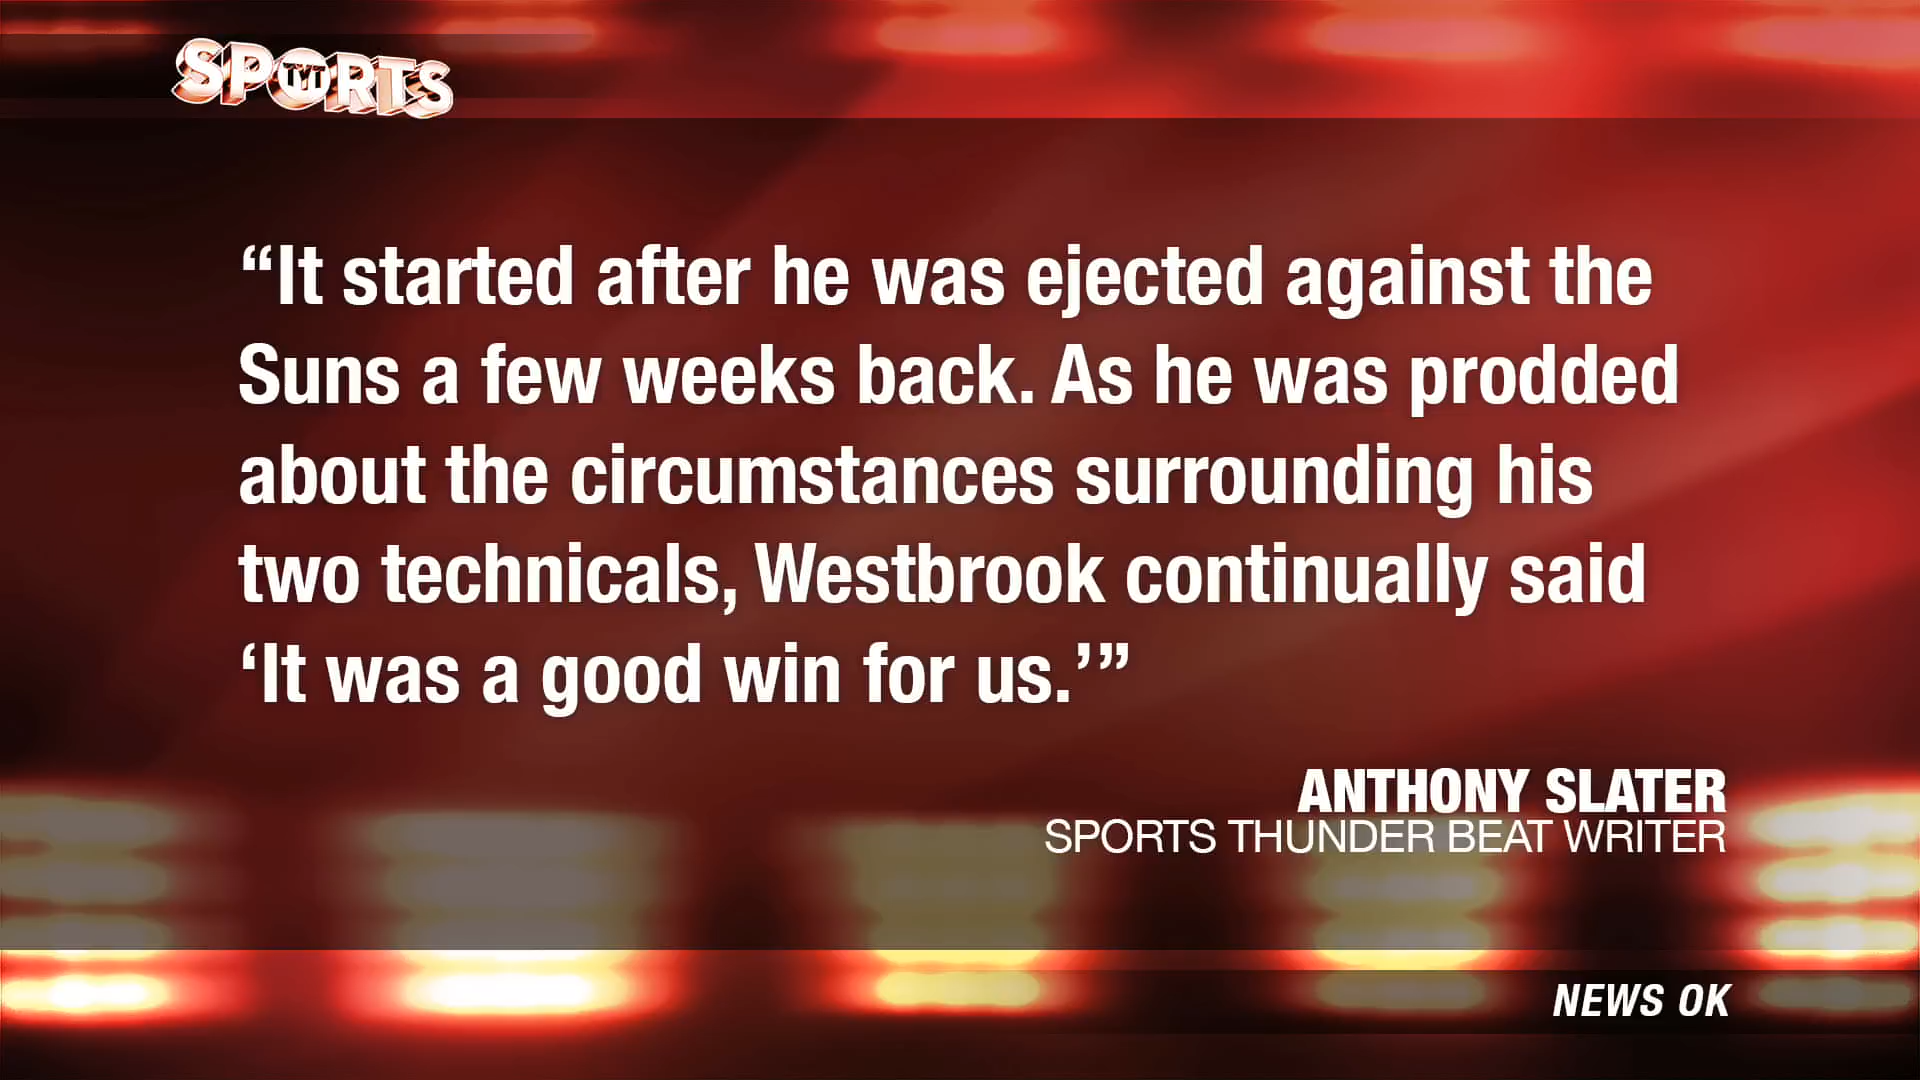 SPORTS
TYT
“It started after he was ejected against the
Suns a few weeks back. As he was prodded
about the circumstances surrounding his
two technicals, Westbrook continually said
‘It was a good win for us.’”
ANTHONY SLATER
SPORTS THUNDER BEAT WRITER
NEWS OK